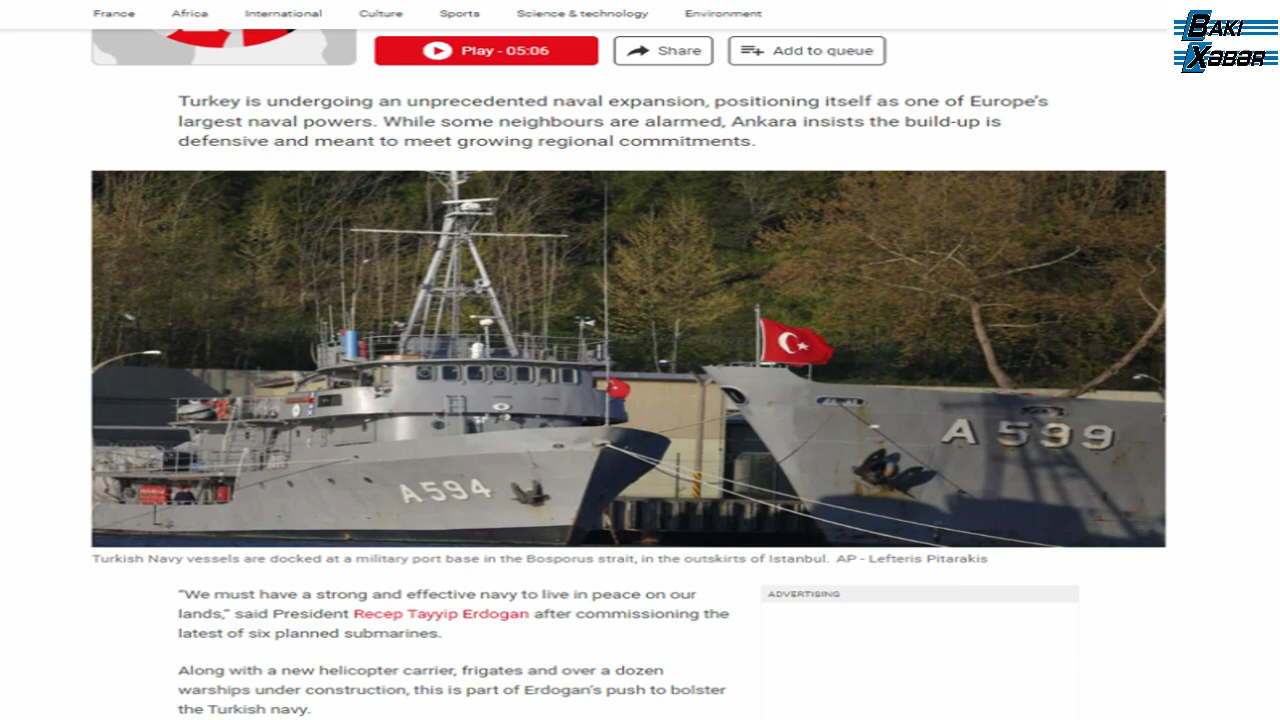 France Africa International Culture Sports Science & technology Environment
BAKI
XƏBƏR
Play - 05:06 Share Add to queue
Turkey is undergoing an unprecedented naval expansion, positioning itself as one of Europe's
largest naval powers. While some neighbours are alarmed, Ankara insists the build-up is
defensive and meant to meet growing regional commitments.
A 594
A 599
Turkish Navy vessels are docked at a military port base in the Bosporus strait, in the outskirts of Istanbul. AP - Lefteris Pitarakis
"We must have a strong and effective navy to live in peace on our
lands," said President Recep Tayyip Erdogan after commissioning the
latest of six planned submarines.
ADVERTISING
Along with a new helicopter carrier, frigates and over a dozen
warships under construction, this is part of Erdogan's push to bolster
the Turkish navy.